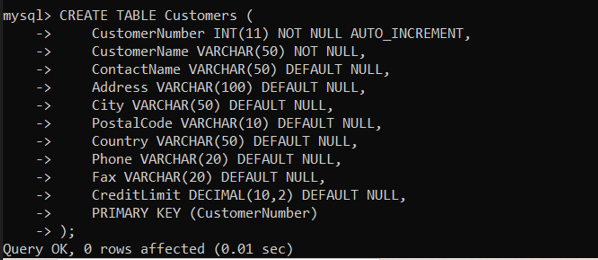 mysql> CREATE TABLE Customers (
    ->     CustomerNumber INT(11) NOT NULL AUTO_INCREMENT,
    ->     CustomerName VARCHAR(50) NOT NULL,
    ->     ContactName VARCHAR(50) DEFAULT NULL,
    ->     Address VARCHAR(100) DEFAULT NULL,
    ->     City VARCHAR(50) DEFAULT NULL,
    ->     PostalCode VARCHAR(10) DEFAULT NULL,
    ->     Country VARCHAR(50) DEFAULT NULL,
    ->     Phone VARCHAR(20) DEFAULT NULL,
    ->     Fax VARCHAR(20) DEFAULT NULL,
    ->     CreditLimit DECIMAL(10,2) DEFAULT NULL,
    ->     PRIMARY KEY (CustomerNumber)
    -> );
Query OK, 0 rows affected (0.01 sec)